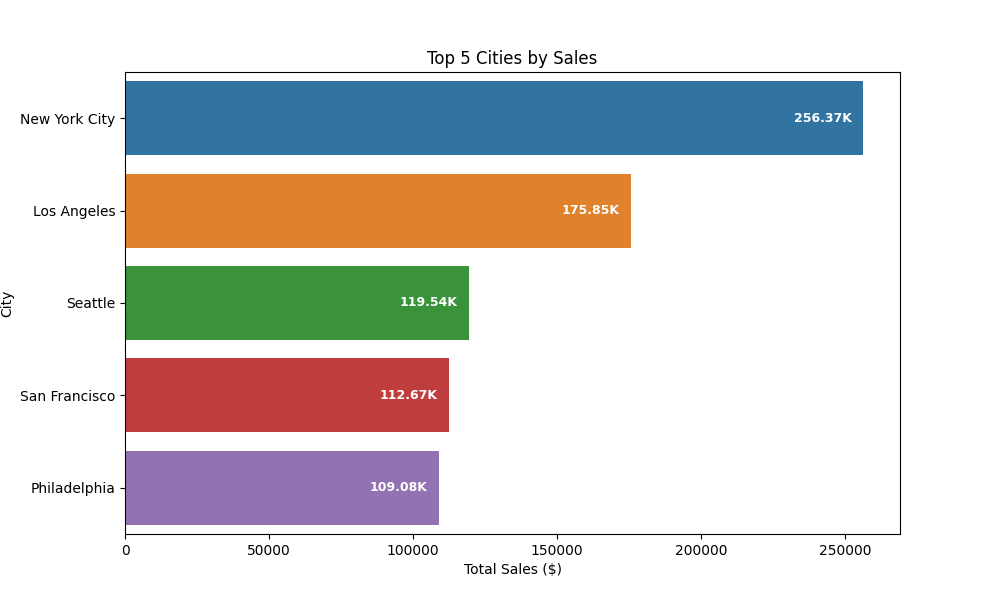 Top 5 Cities by Sales
New York City
256.37K
Los Angeles
175.85K
Seattle
119.54K
San Francisco
112.67K
Philadelphia
109.08K
City
0 50000 100000 150000 200000 250000
Total Sales ($)